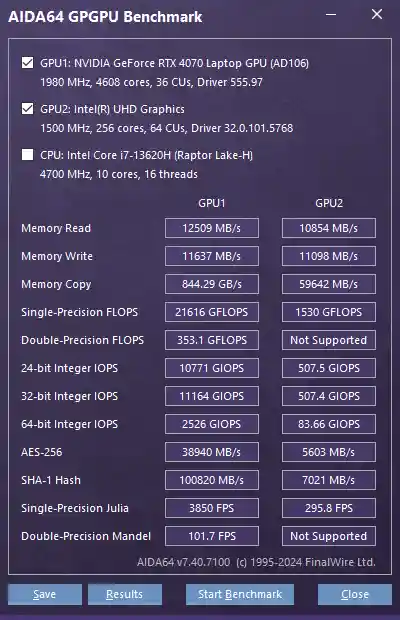 AIDA64 GPGPU Benchmark
GPU1: NVIDIA GeForce RTX 4070 Laptop GPU (AD106)
1980 MHz, 4608 cores, 36 CUs, Driver 555.97
GPU2: Intel(R) UHD Graphics
1500 MHz, 256 cores, 64 CUs, Driver 32.0.101.5768
CPU: Intel Core i7-13620H (Raptor Lake-H)
4700 MHz, 10 cores, 16 threads
GPU1 GPU2
Memory Read 12509 MB/s 10854 MB/s
Memory Write 11637 MB/s 11098 MB/s
Memory Copy 844.29 GB/s 59642 MB/s
Single-Precision FLOPS 21616 GFLOPS 1530 GFLOPS
Double-Precision FLOPS 353.1 GFLOPS Not Supported
24-bit Integer IOPS 10771 GIOPS 507.5 GIOPS
32-bit Integer IOPS 11164 GIOPS 507.4 GIOPS
64-bit Integer IOPS 2526 GIOPS 83.66 GIOPS
AES-256 38940 MB/s 5603 MB/s
SHA-1 Hash 100820 MB/s 7021 MB/s
Single-Precision Julia 3850 FPS 295.8 FPS
Double-Precision Mandel 101.7 FPS Not Supported
AIDA64 v7.40.7100 (c) 1995-2024 FinalWire Ltd.
Save Results Start Benchmark Close